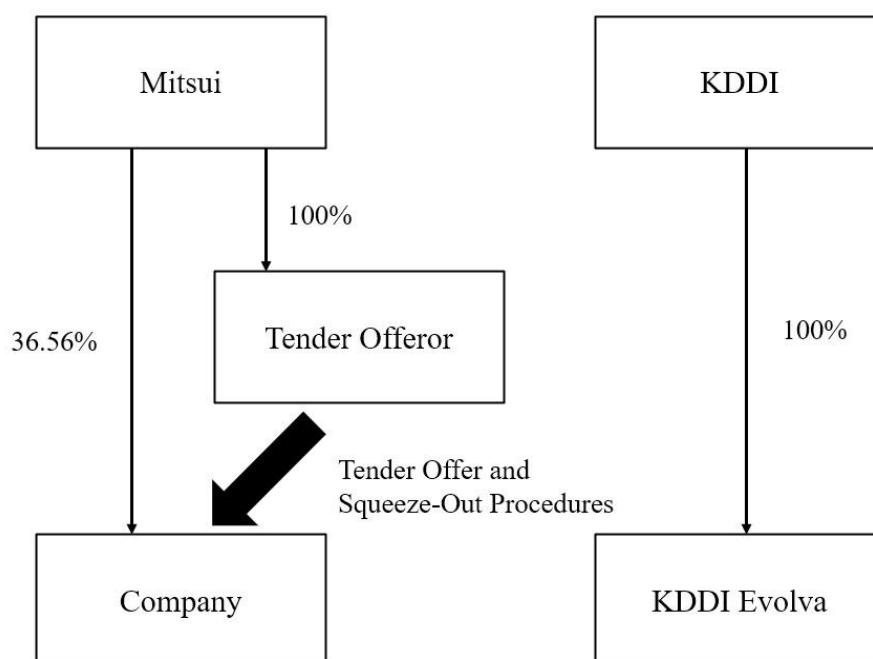 Mitsui
KDDI
100%
Tender Offeror
36.56%
100%
Tender Offer and
Squeeze-Out Procedures
Company
KDDI Evolva